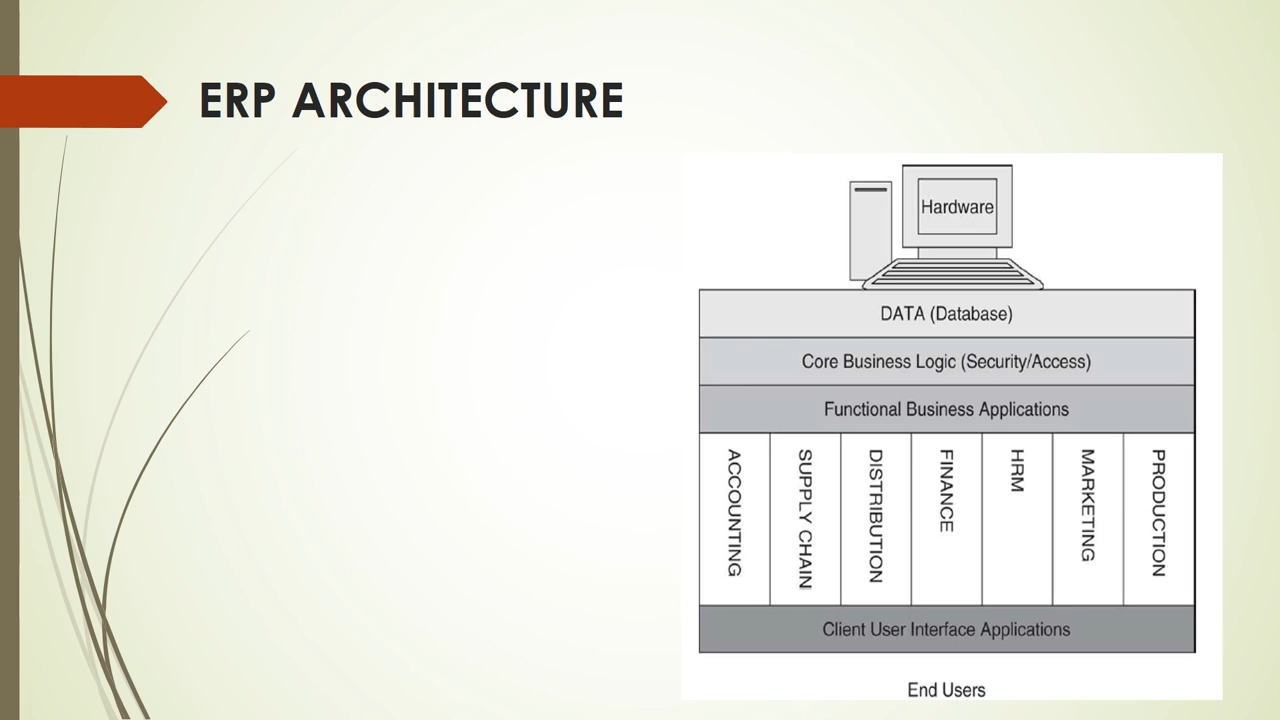 ERP ARCHITECTURE
Hardware
DATA (Database)
Core Business Logic (Security/Access)
Functional Business Applications
ACCOUNTING
SUPPLY CHAIN
DISTRIBUTION
FINANCE
HRM
MARKETING
PRODUCTION
Client User Interface Applications
End Users